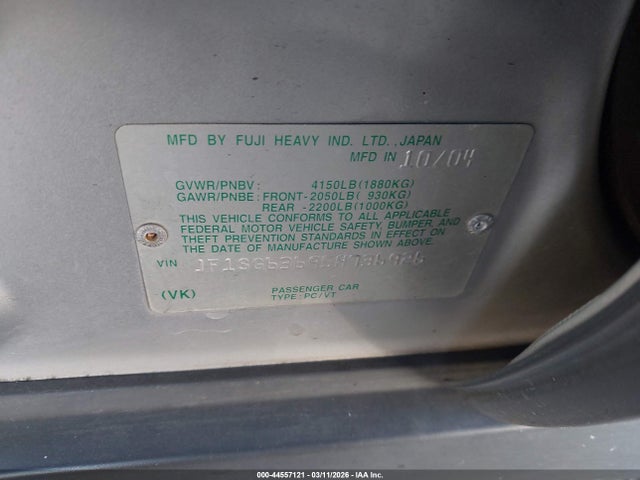 MFD BY FUJI HEAVY IND. LTD.,JAPAN
MFD IN 10/04
GVWR/PNBV: 4150LB(1880KG)
GAWR/PNBE: FRONT-2050LB( 930KG)
REAR -2200LB(1000KG)
THIS VEHICLE CONFORMS TO ALL APPLICABLE
FEDERAL MOTOR VEHICLE SAFETY, BUMPER, AND
THEFT PREVENTION STANDARDS IN EFFECT ON
THE DATE OF MANUFACTURE SHOWN ABOVE.
VIN
(VK)
PASSENGER CAR
TYPE:PC/VT
000-44557121 - 03/11/2026 - IAA Inc.